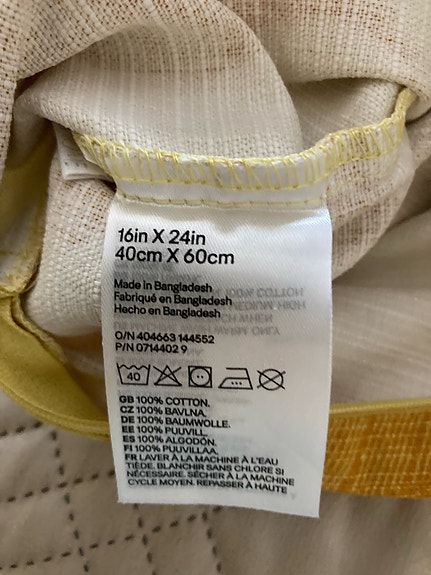 16in X 24in
40cm X 60cm
Made in Bangladesh
Fabriqué en Bangladesh
Hecho en Bangladesh
O/N 404663 144552
P/N 0714402 9
40
GB 100% COTTON.
CZ 100% BAVLNA.
DE 100% BAUMWOLLE.
EE 100% PUUVILL.
ES 100% ALGODÓN.
FI 100% PUUVILLAA.
FR LAVER À LA MACHINE À L'EAU
TIÈDE. BLANCHIR SANS CHLORE SI
NÉCESSAIRE. SÉCHER À LA MACHINE
CYCLE MOYEN. REPASSER À HAUTE